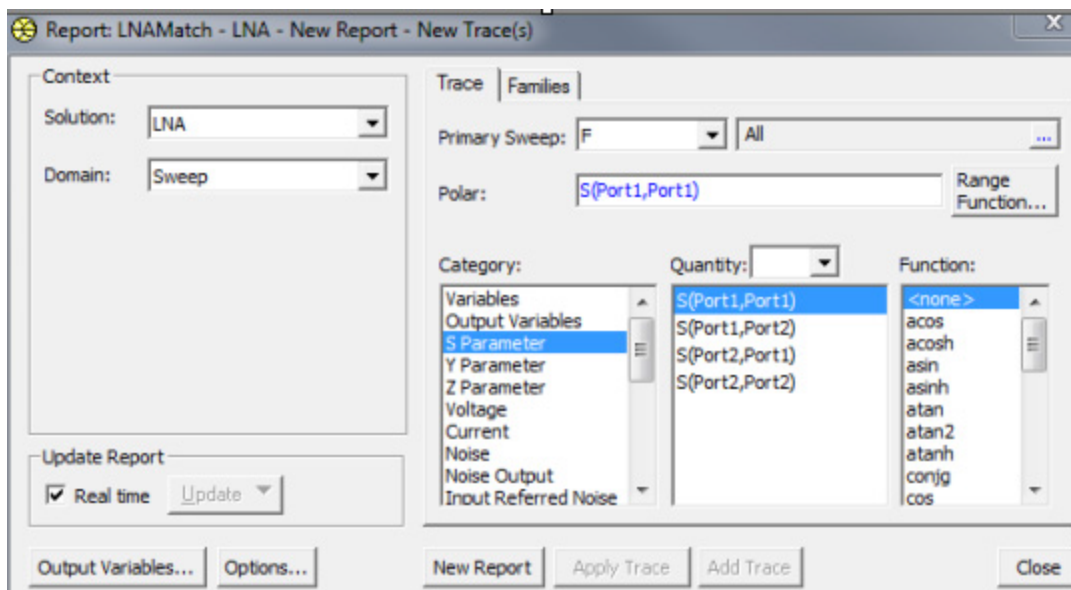 Report: LNAMatch - LNA - New Report - New Trace(s)
X
Context
Solution:
LNA
Domain:
Sweep
Update Report
Real time
Update
Output Variables...
Options...
Trace
Families
Primary Sweep:
F
All
...
Polar:
S(Port1,Port1)
Range
Function...
Category:
Variables
Output Variables
S Parameter
Y Parameter
Z Parameter
Voltage
Current
Noise
Noise Output
Input Referred Noise
Quantity:
S(Port1,Port1)
S(Port1,Port2)
S(Port2,Port1)
S(Port2,Port2)
Function:
<none>
acos
acosh
asin
asinh
atan
atan2
atanh
conjg
cos
New Report
Apply Trace
Add Trace
Close